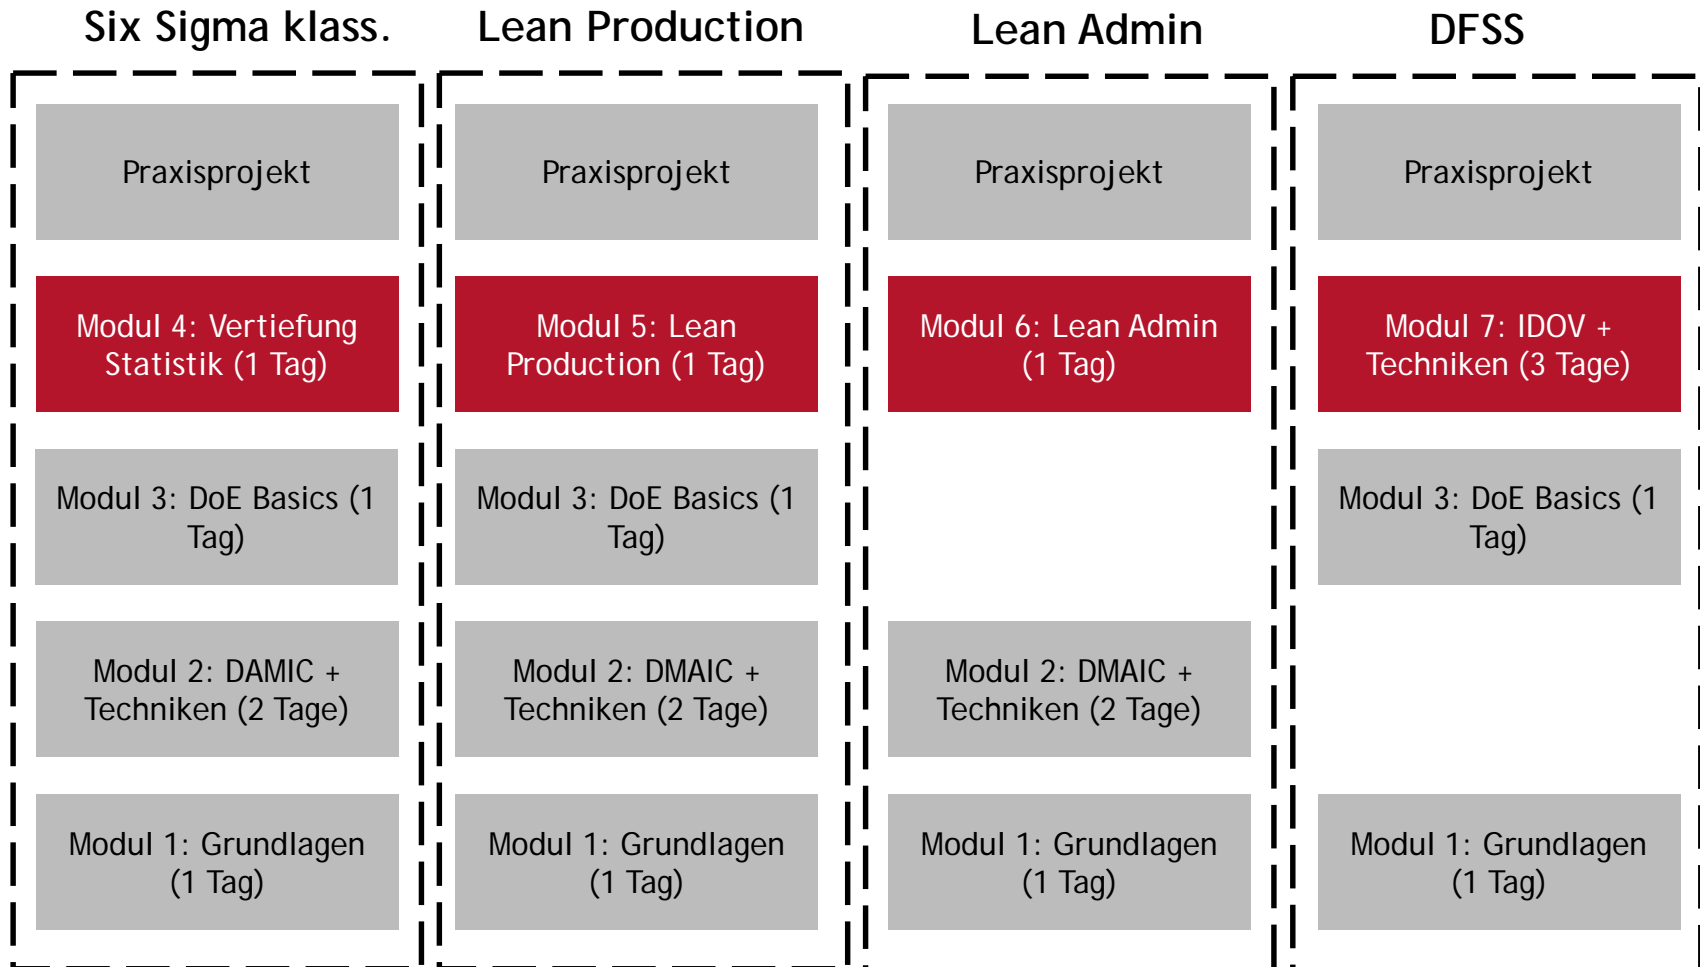 Six Sigma klass.
Lean Production
Lean Admin
DFSS
Praxisprojekt
Praxisprojekt
Praxisprojekt
Praxisprojekt
Modul 4: Vertiefung
Statistik (1 Tag)
Modul 5: Lean
Production (1 Tag)
Modul 6: Lean Admin
(1 Tag)
Modul 7: IDOV +
Techniken (3 Tage)
Modul 3: DoE Basics (1
Tag)
Modul 3: DoE Basics (1
Tag)
Modul 3: DoE Basics (1
Tag)
Modul 2: DAMIC +
Techniken (2 Tage)
Modul 2: DMAIC +
Techniken (2 Tage)
Modul 2: DMAIC +
Techniken (2 Tage)
Modul 1: Grundlagen
(1 Tag)
Modul 1: Grundlagen
(1 Tag)
Modul 1: Grundlagen
(1 Tag)
Modul 1: Grundlagen
(1 Tag)